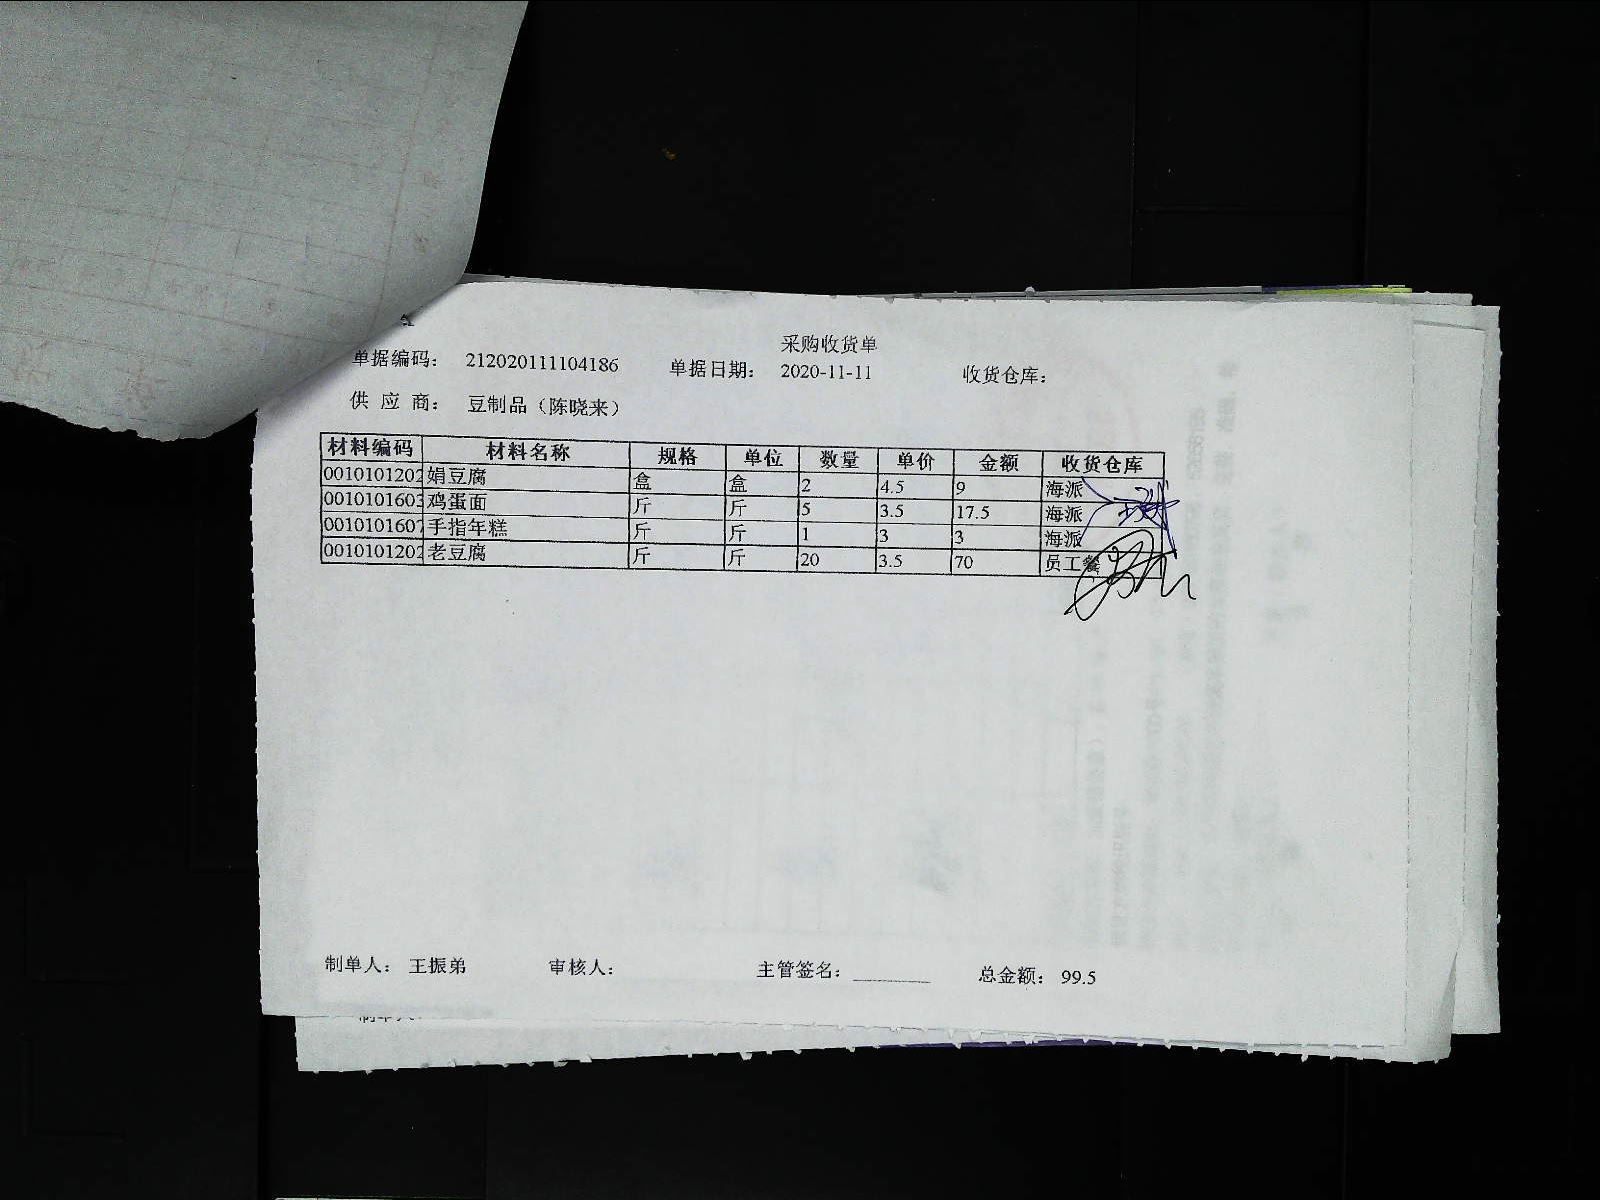 采购收货单
单据编码: 212020111104186 单据日期: 2020-11-11 收货仓库:
供 应 商: 豆制品（陈晓来）
材料编码 材料名称 规格 单位 数量 单价 金额 收货仓库
0010101202 娟豆腐 盒 盒 2 4.5 9 海派
0010101603 鸡蛋面 斤 斤 5 3.5 17.5 海派
0010101607 手指年糕 斤 斤 1 3 3 海派
0010101202 老豆腐 斤 斤 20 3.5 70 员工餐
制单人: 王振弟 审核人: 主管签名: 总金额: 99.5